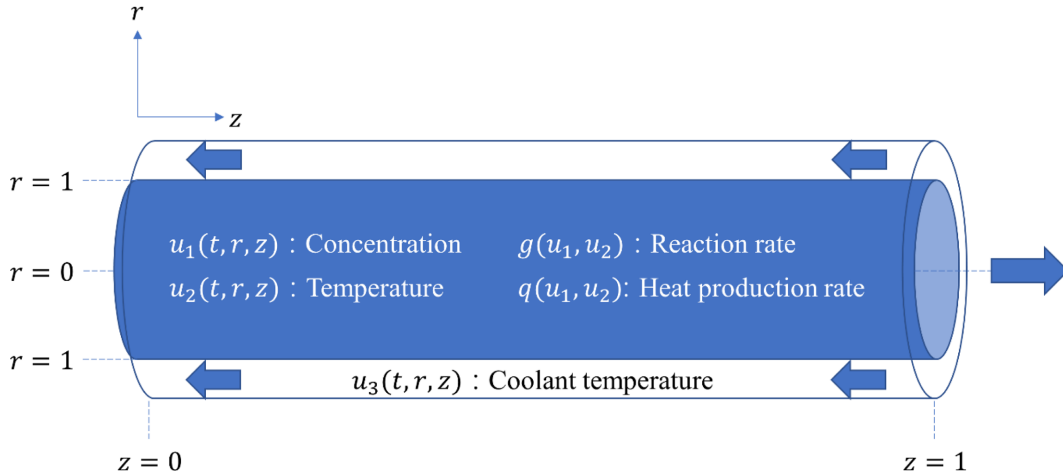 r
z
r = 1
u₁(t, r, z)：Concentration g(u₁, u₂)：Reaction rate
r = 0
u₂(t, r, z)：Temperature q(u₁, u₂): Heat production rate
r = 1
u₃(t, r, z)：Coolant temperature
z = 0 z = 1